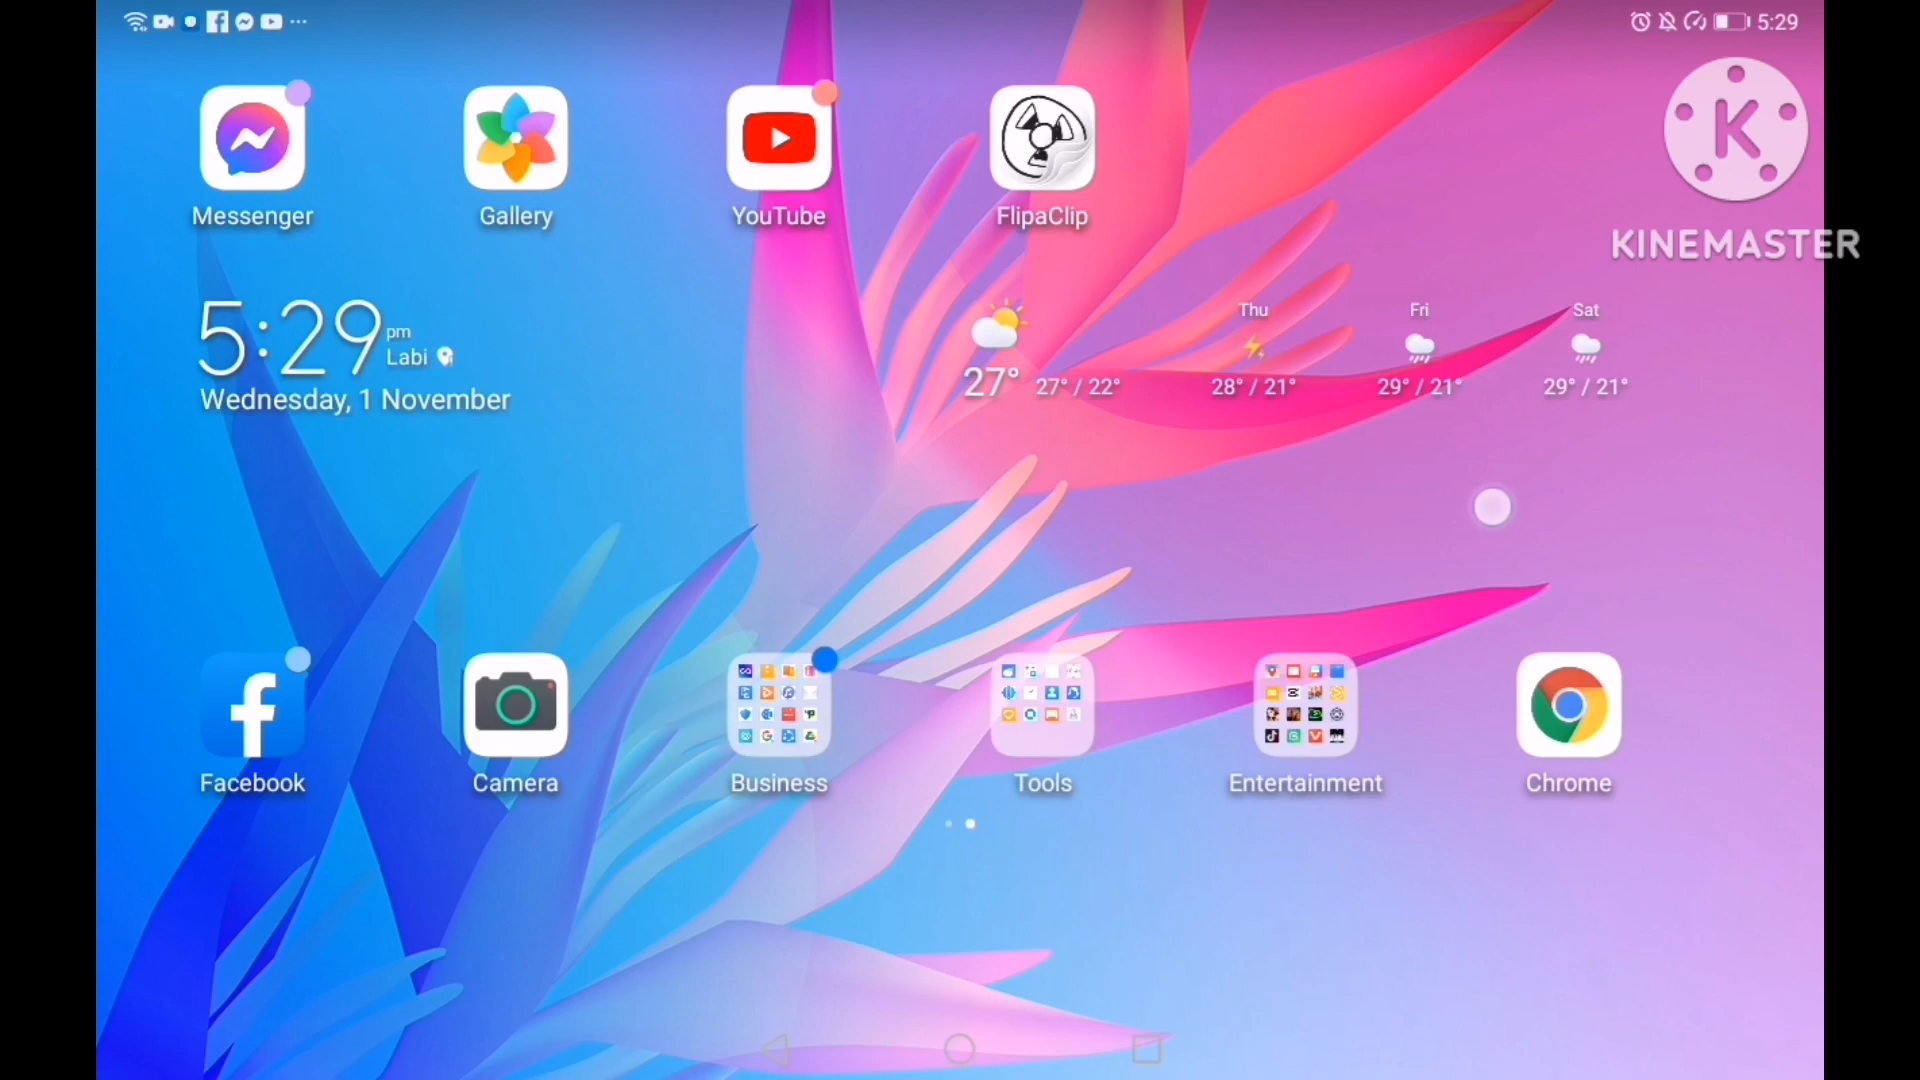 5:29
Messenger
Gallery
YouTube
FlipaClip
K
KINEMASTER
5:29 pm
Labi
Wednesday, 1 November
27°
27° / 22°
Thu
28° / 21°
Fri
29° / 21°
Sat
29° / 21°
Facebook
Camera
Business
Tools
Entertainment
Chrome